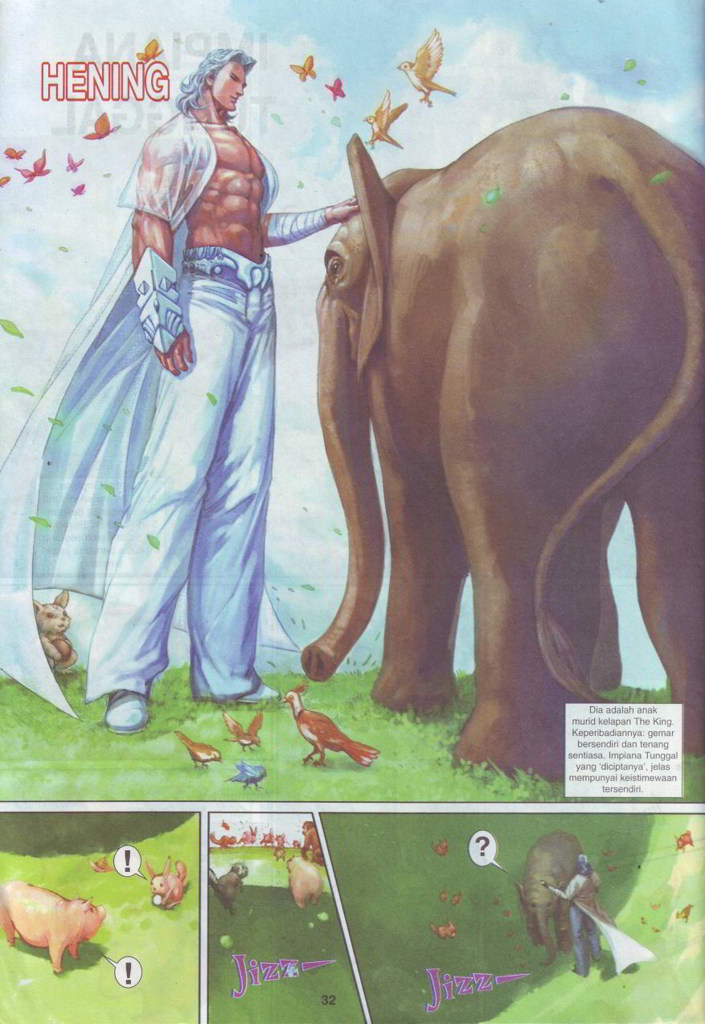 HENING
Dia adalah anak
murid kelapan The King.
Keperibadiannya: gemar
bersendiri dan tenang
sentiasa. Impiana Tunggal
yang 'diciptanya', jelas
mempunyai keistimewaan
tersendiri.
!
!
Jizz
?
Jizz
32